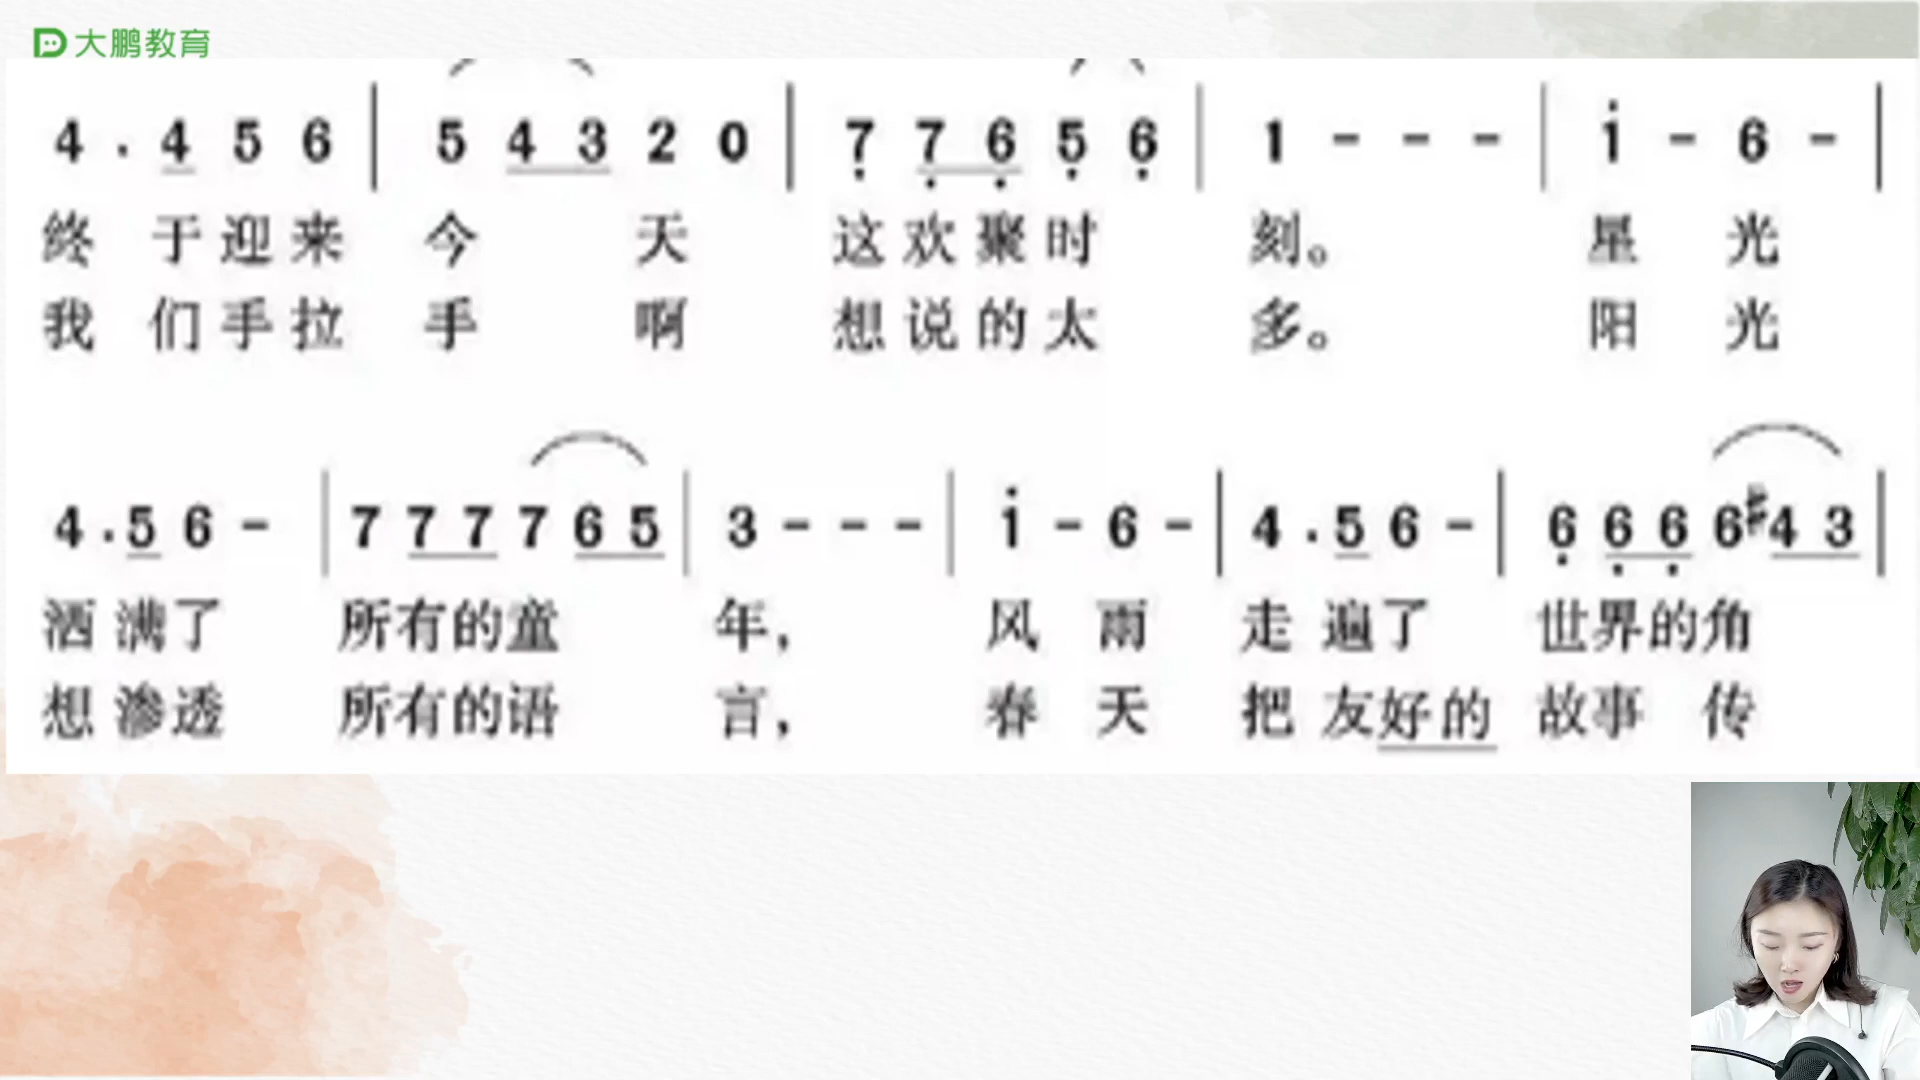 大鹏教育
4 . 4 5 6 | 5 4 3 2 0 | 7̣ 7̣ 6̣ 5̣ 6̣ | 1 - - - | i - 6 - |
终 于 迎 来 今 天 这 欢 聚 时 刻。 星 光
我 们 手 拉 手 啊 想 说 的 太 多。 阳 光
4 . 5 6 - | 7 7 7 7 6 5 | 3 - - - | i - 6 - | 4 . 5 6 - | 6̣ 6̣ 6̣ 6 #4 3 |
洒 满 了 所 有 的 童 年, 风 雨 走 遍 了 世 界 的 角
想 渗 透 所 有 的 语 言, 春 天 把 友 好 的 故 事 传